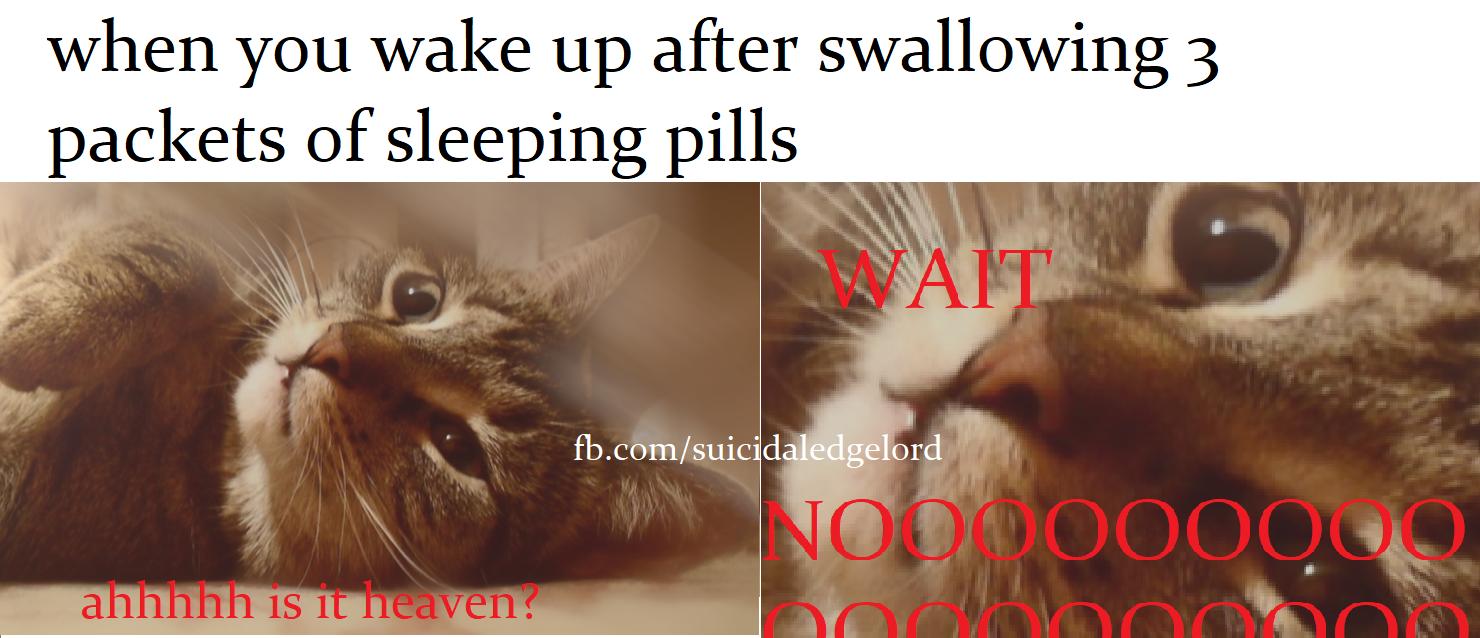 when you wake up after swallowing 3
packets of sleeping pills
WAIT
fb.com/suicidaledgelord
NOOOOOOOOO
OOOOOOOOOO
ahhhhh is it heaven?